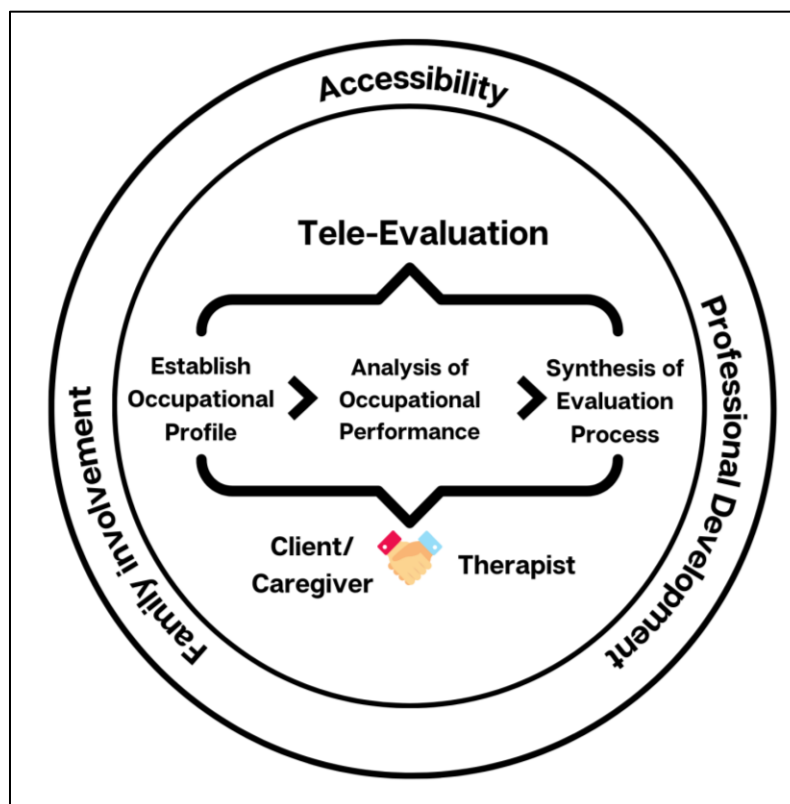 Accessibility
Tele-Evaluation
Establish
Occupational
Profile
Analysis of
Occupational
Performance
Synthesis of
Evaluation
Process
Client/
Caregiver
Therapist
Family involvement
Professional Development